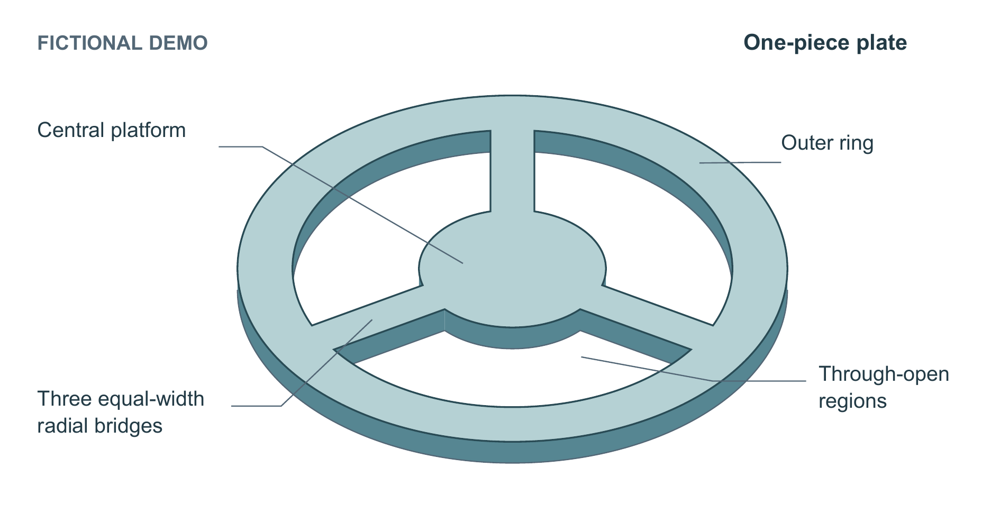 FICTIONAL DEMO
One-piece plate
Central platform
Outer ring
Three equal-width
radial bridges
Through-open
regions